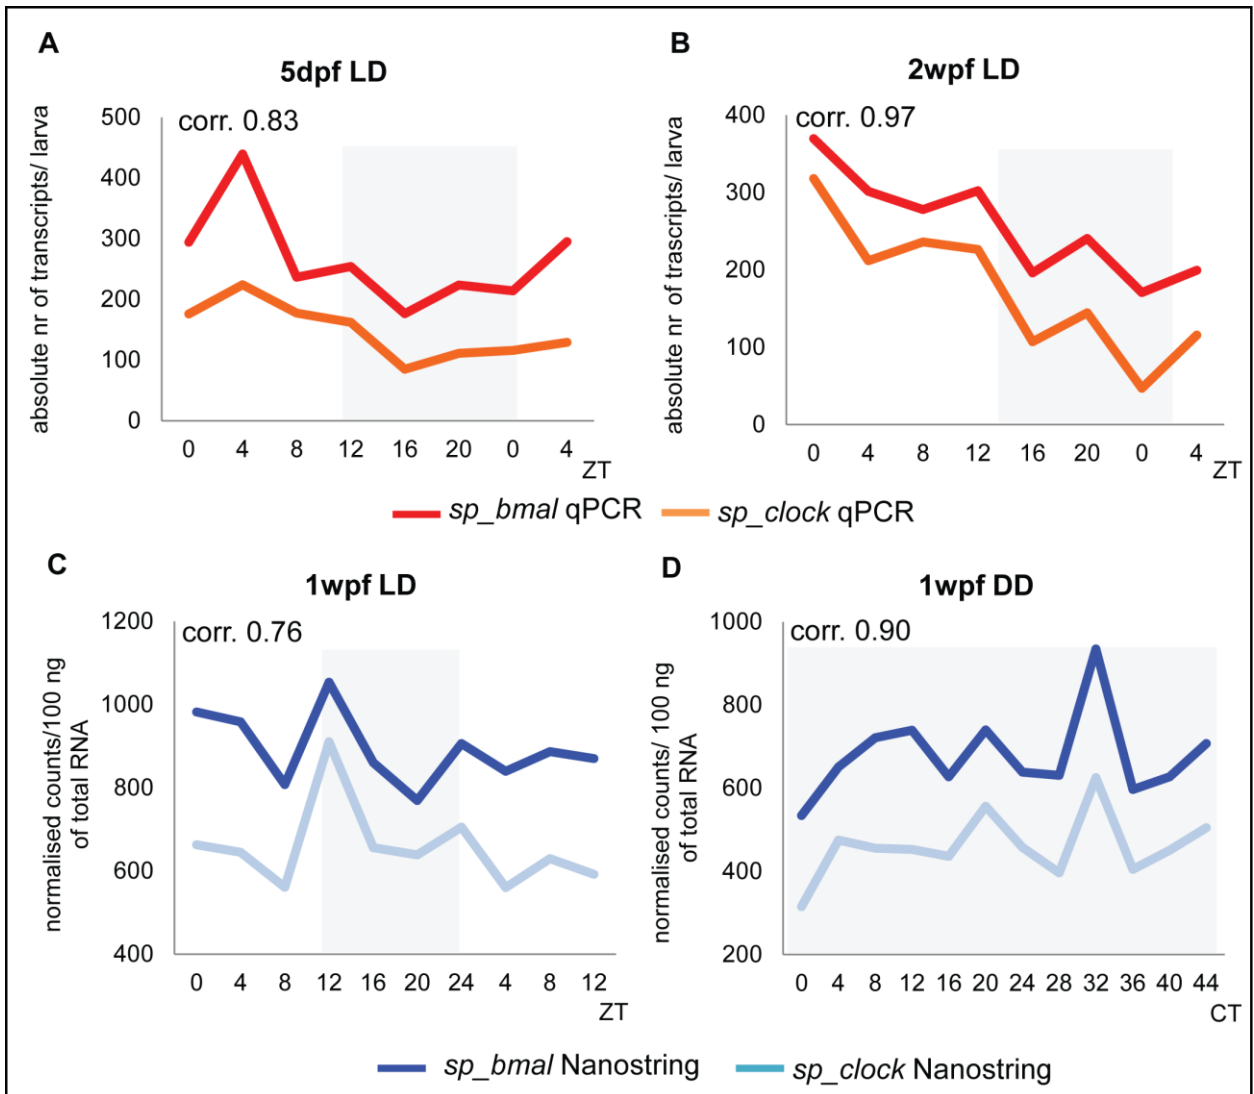 A
5dpf LD
absolute nr of transcripts/ larva
corr. 0.83
500
400
300
200
100
0
0 4 8 12 16 20 0 4
ZT
B
2wpf LD
absolute nr of trascripts/ larva
corr. 0.97
400
300
200
100
0
0 4 8 12 16 20 0 4
ZT
sp_bmal qPCR
sp_clock qPCR
C
1wpf LD
normalised counts/100 ng
of total RNA
corr. 0.76
1200
1000
800
600
400
0 4 8 12 16 20 24 4 8 12
ZT
D
1wpf DD
normalised counts/ 100 ng
of total RNA
corr. 0.90
1000
800
600
400
200
0 4 8 12 16 20 24 28 32 36 40 44
CT
sp_bmal Nanostring
sp_clock Nanostring